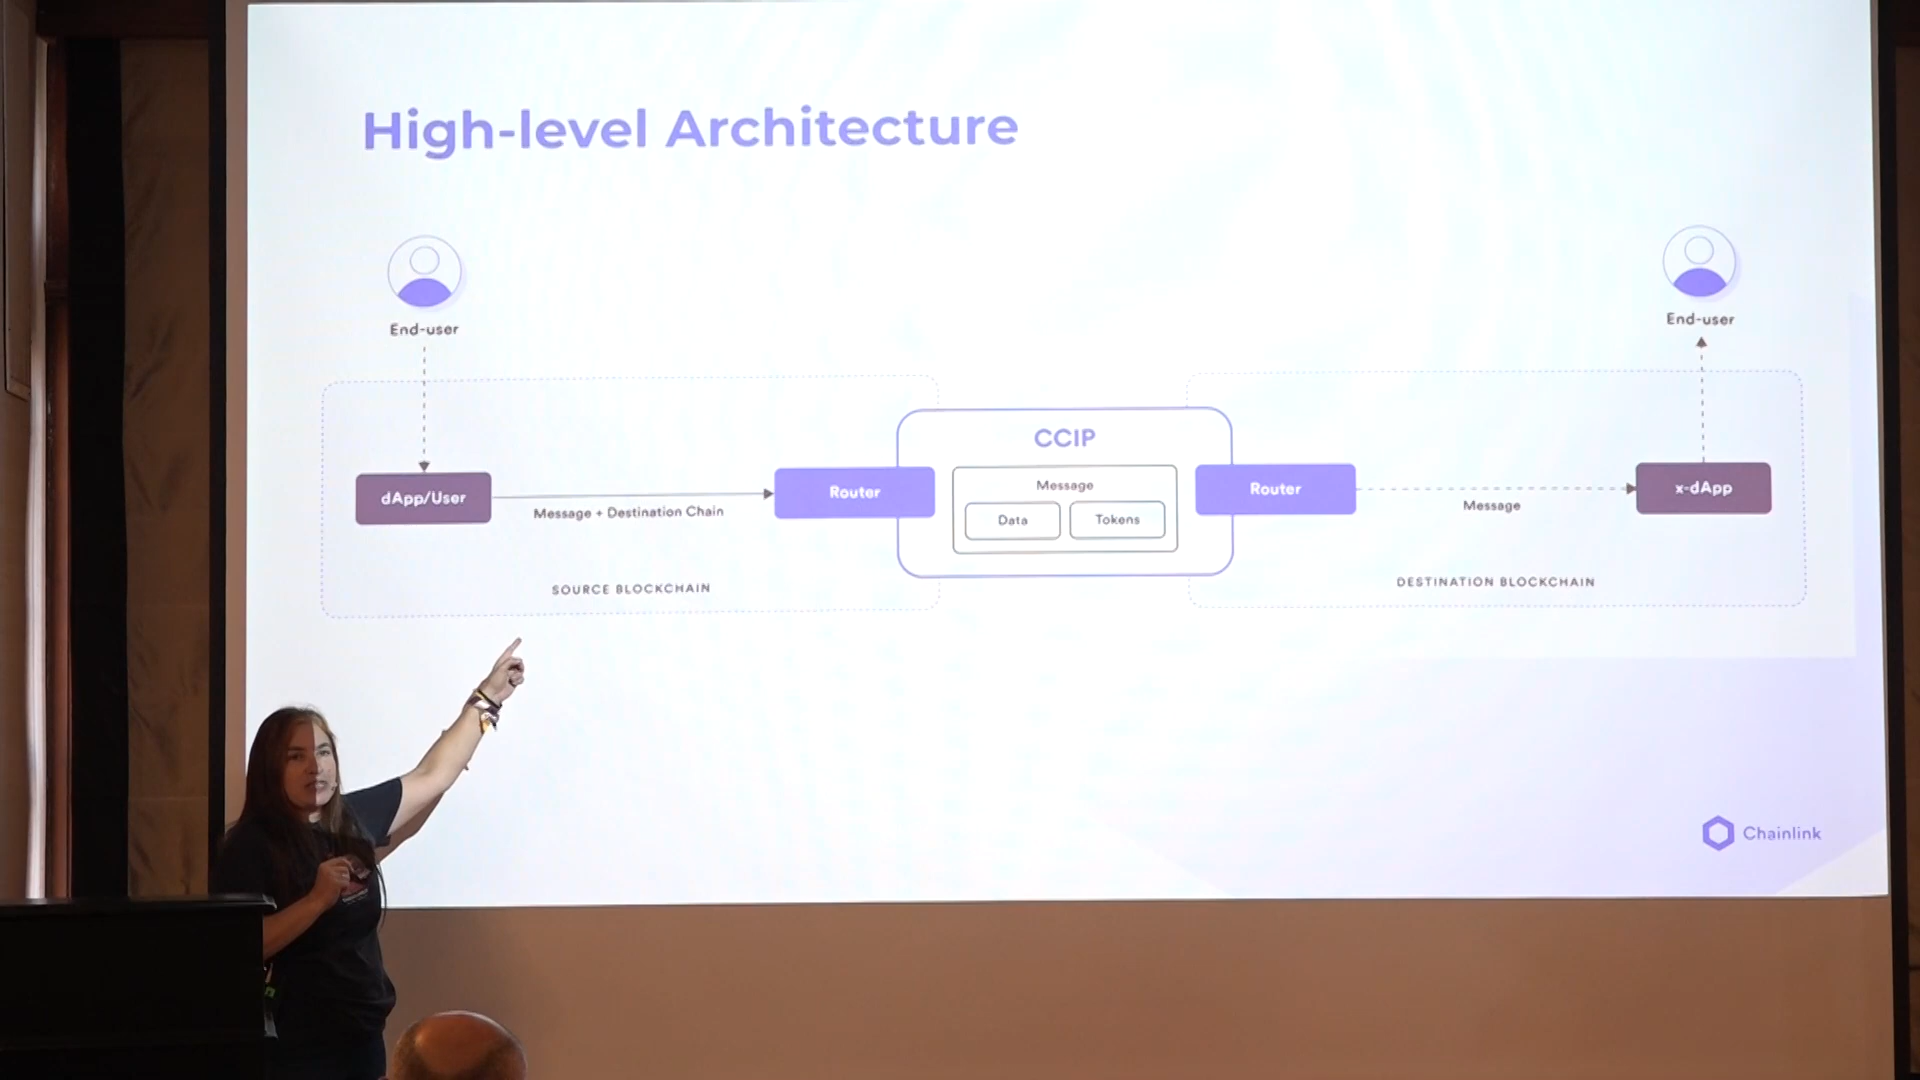 High-level Architecture
End-user
End-user
CCIP
dApp/User
Message + Destination Chain
Router
Message
Data
Tokens
Router
Message
x-dApp
SOURCE BLOCKCHAIN
DESTINATION BLOCKCHAIN
Chainlink